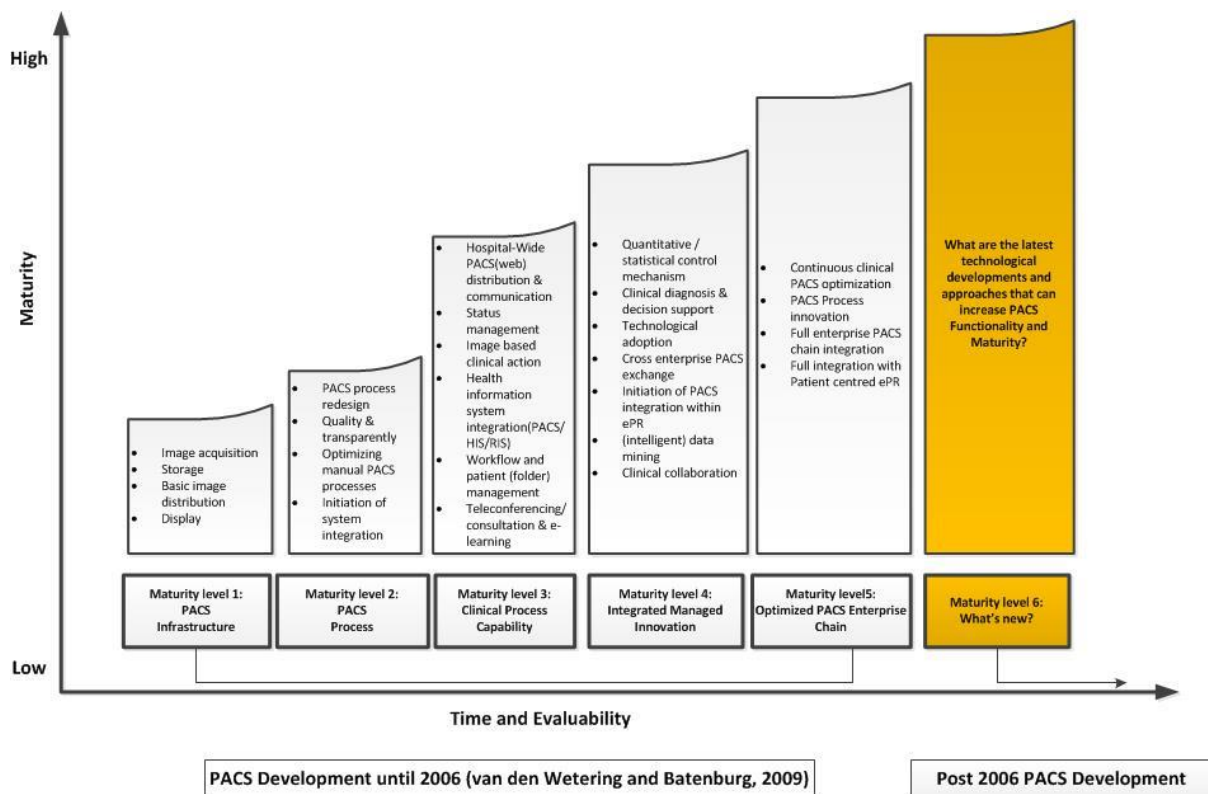 High
Maturity
Low
Image acquisition
Storage
Basic image
distribution
Display
PACS process
redesign
Quality &
transparently
Optimizing
manual PACS
processes
Initiation of
system
integration
Hospital-Wide
PACS(web)
distribution &
communication
Status
management
Image based
clinical action
Health
information
system
integration(PACS/
HIS/RIS)
Workflow and
patient (folder)
management
Teleconferencing/
consultation & e-
learning
Quantitative /
statistical control
mechanism
Clinical diagnosis &
decision support
Technological
adoption
Cross enterprise PACS
exchange
Initiation of PACS
integration within
ePR
(intelligent) data
mining
Clinical collaboration
Continuous clinical
PACS optimization
PACS Process
innovation
Full enterprise PACS
chain integration
Full integration with
Patient centred ePR
What are the latest
technological
developments and
approaches that can
increase PACS
Functionality and
Maturity?
Maturity level 1:
PACS
Infrastructure
Maturity level 2:
PACS
Process
Maturity level 3:
Clinical Process
Capability
Maturity level 4:
Integrated Managed
Innovation
Maturity level5:
Optimized PACS Enterprise
Chain
Maturity level 6:
What's new?
Time and Evaluability
PACS Development until 2006 (van den Wetering and Batenburg, 2009)
Post 2006 PACS Development